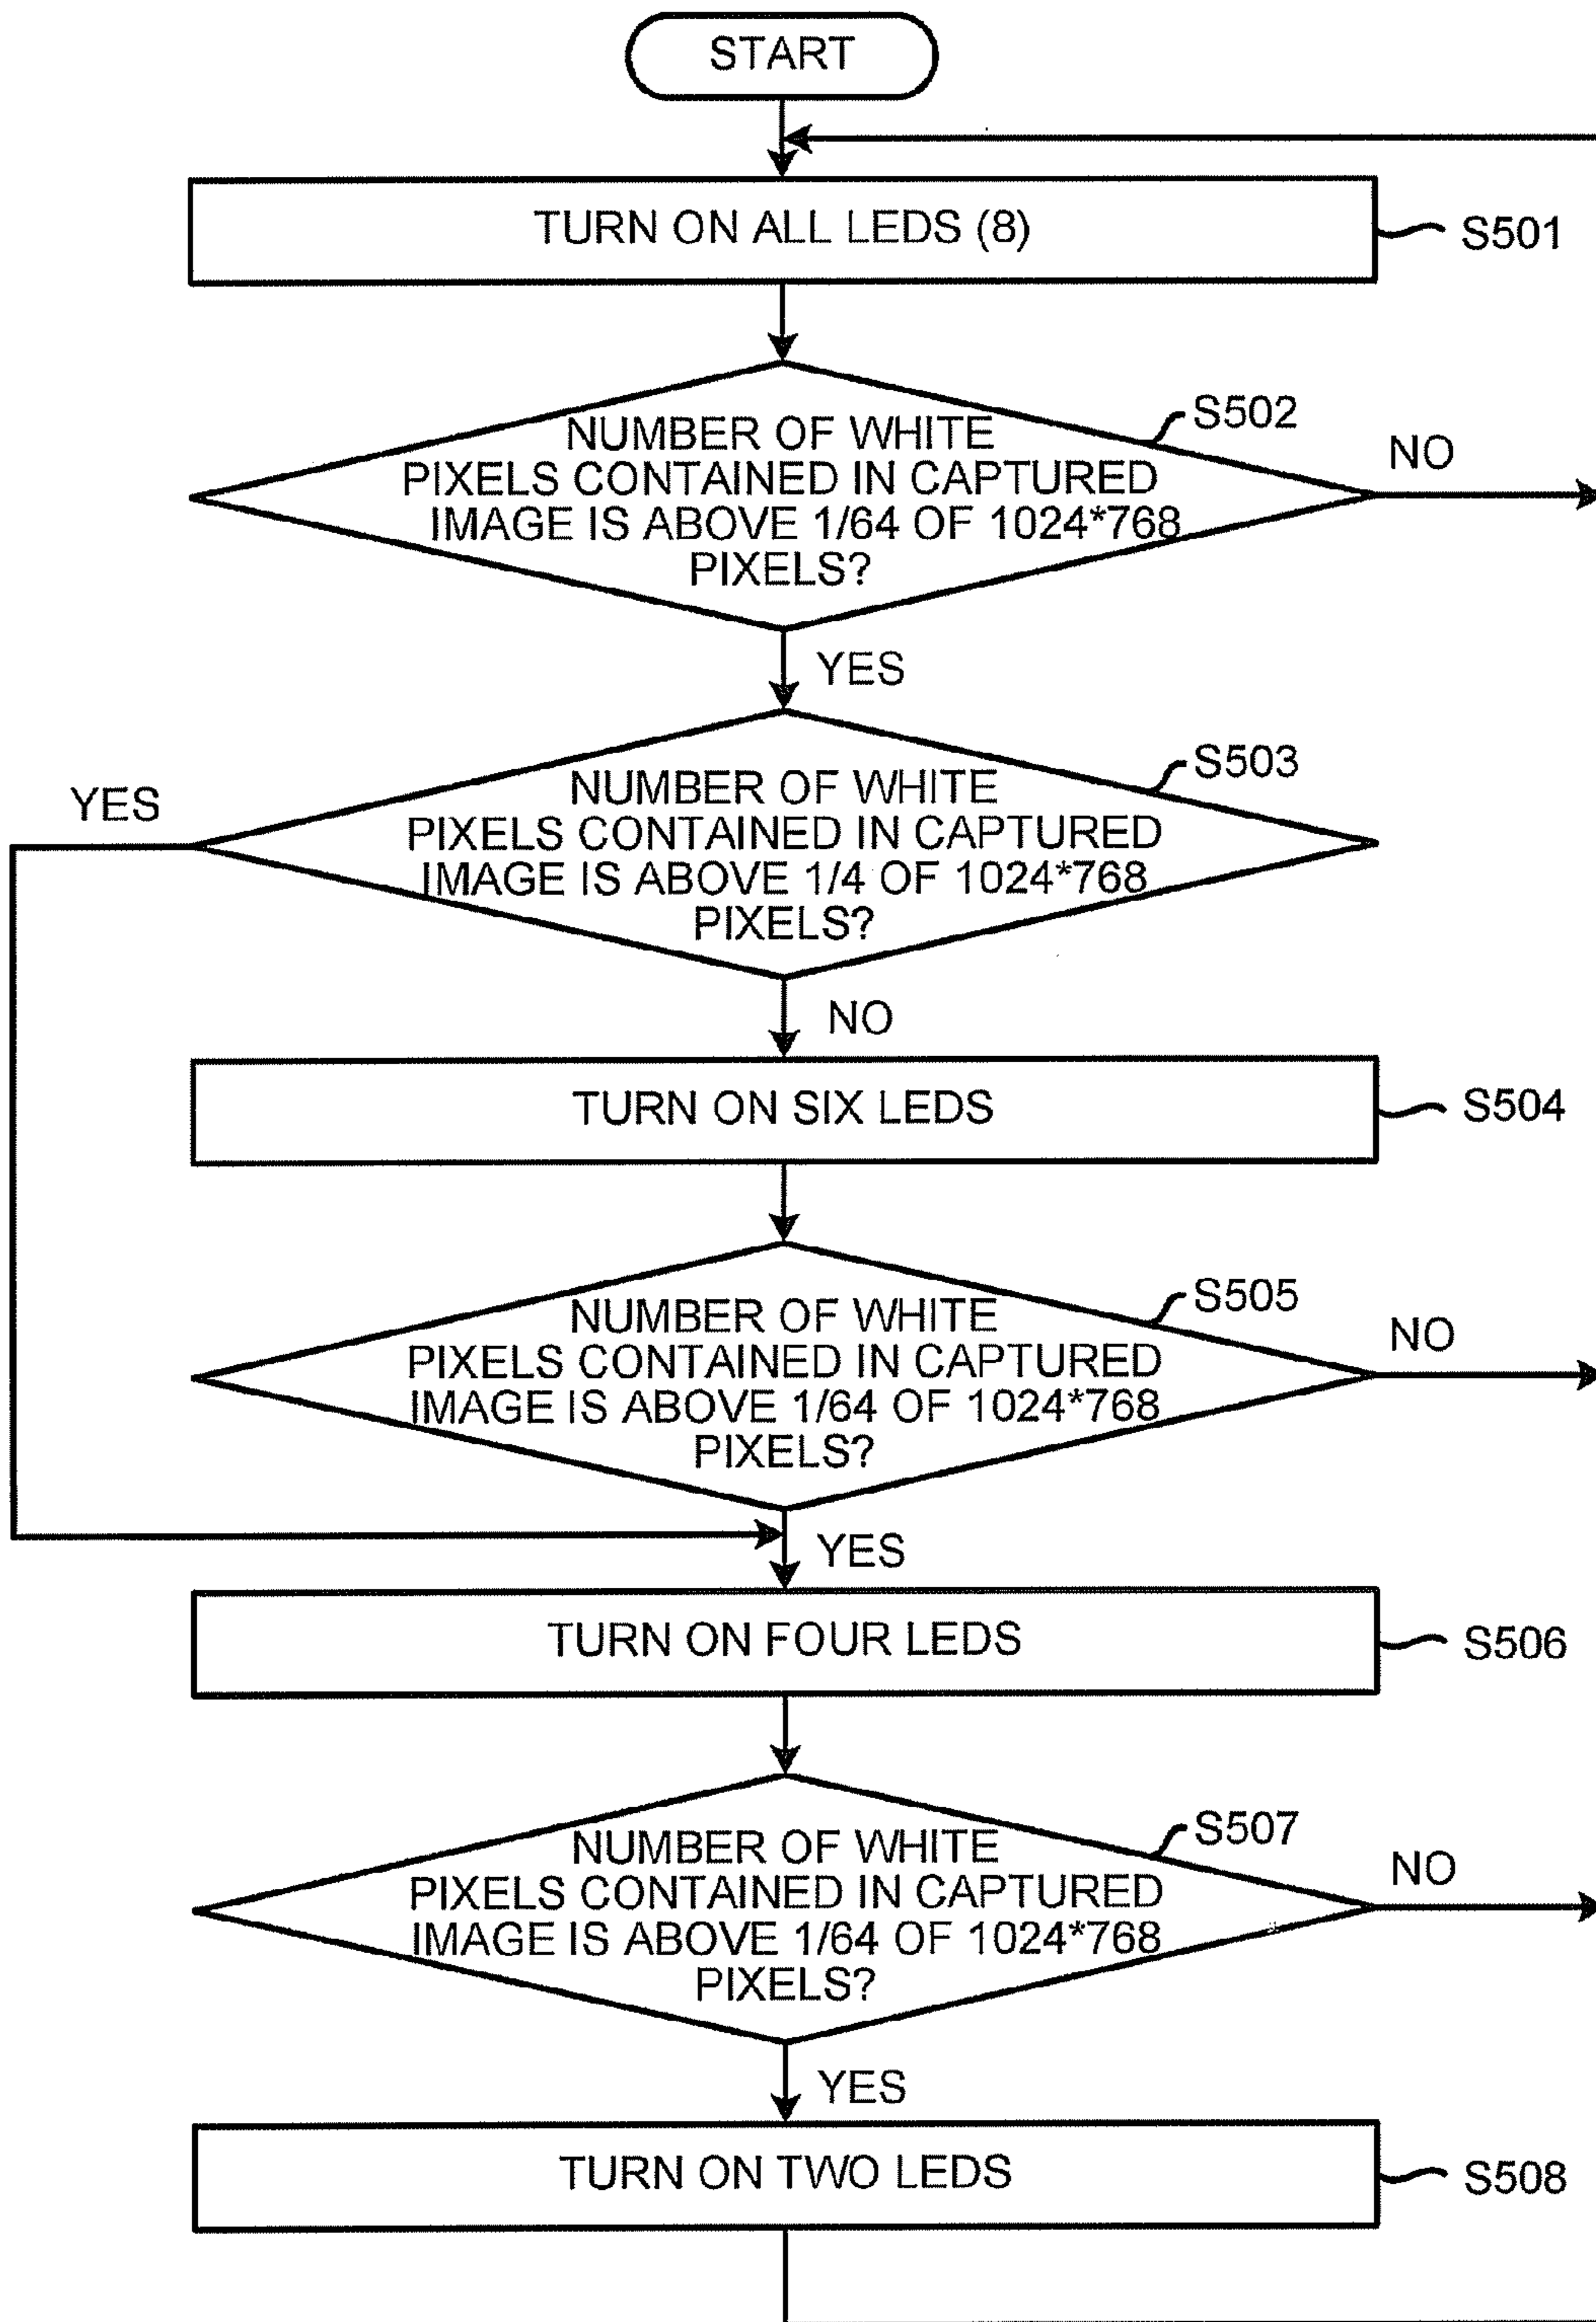 START
TURN ON ALL LEDS (8)
S501
S502
NUMBER OF WHITE
PIXELS CONTAINED IN CAPTURED
IMAGE IS ABOVE 1/64 OF 1024*768
PIXELS?
NO
YES
S503
NUMBER OF WHITE
PIXELS CONTAINED IN CAPTURED
IMAGE IS ABOVE 1/4 OF 1024*768
PIXELS?
YES
NO
TURN ON SIX LEDS
S504
S505
NUMBER OF WHITE
PIXELS CONTAINED IN CAPTURED
IMAGE IS ABOVE 1/64 OF 1024*768
PIXELS?
NO
YES
TURN ON FOUR LEDS
S506
S507
NUMBER OF WHITE
PIXELS CONTAINED IN CAPTURED
IMAGE IS ABOVE 1/64 OF 1024*768
PIXELS?
NO
YES
TURN ON TWO LEDS
S508